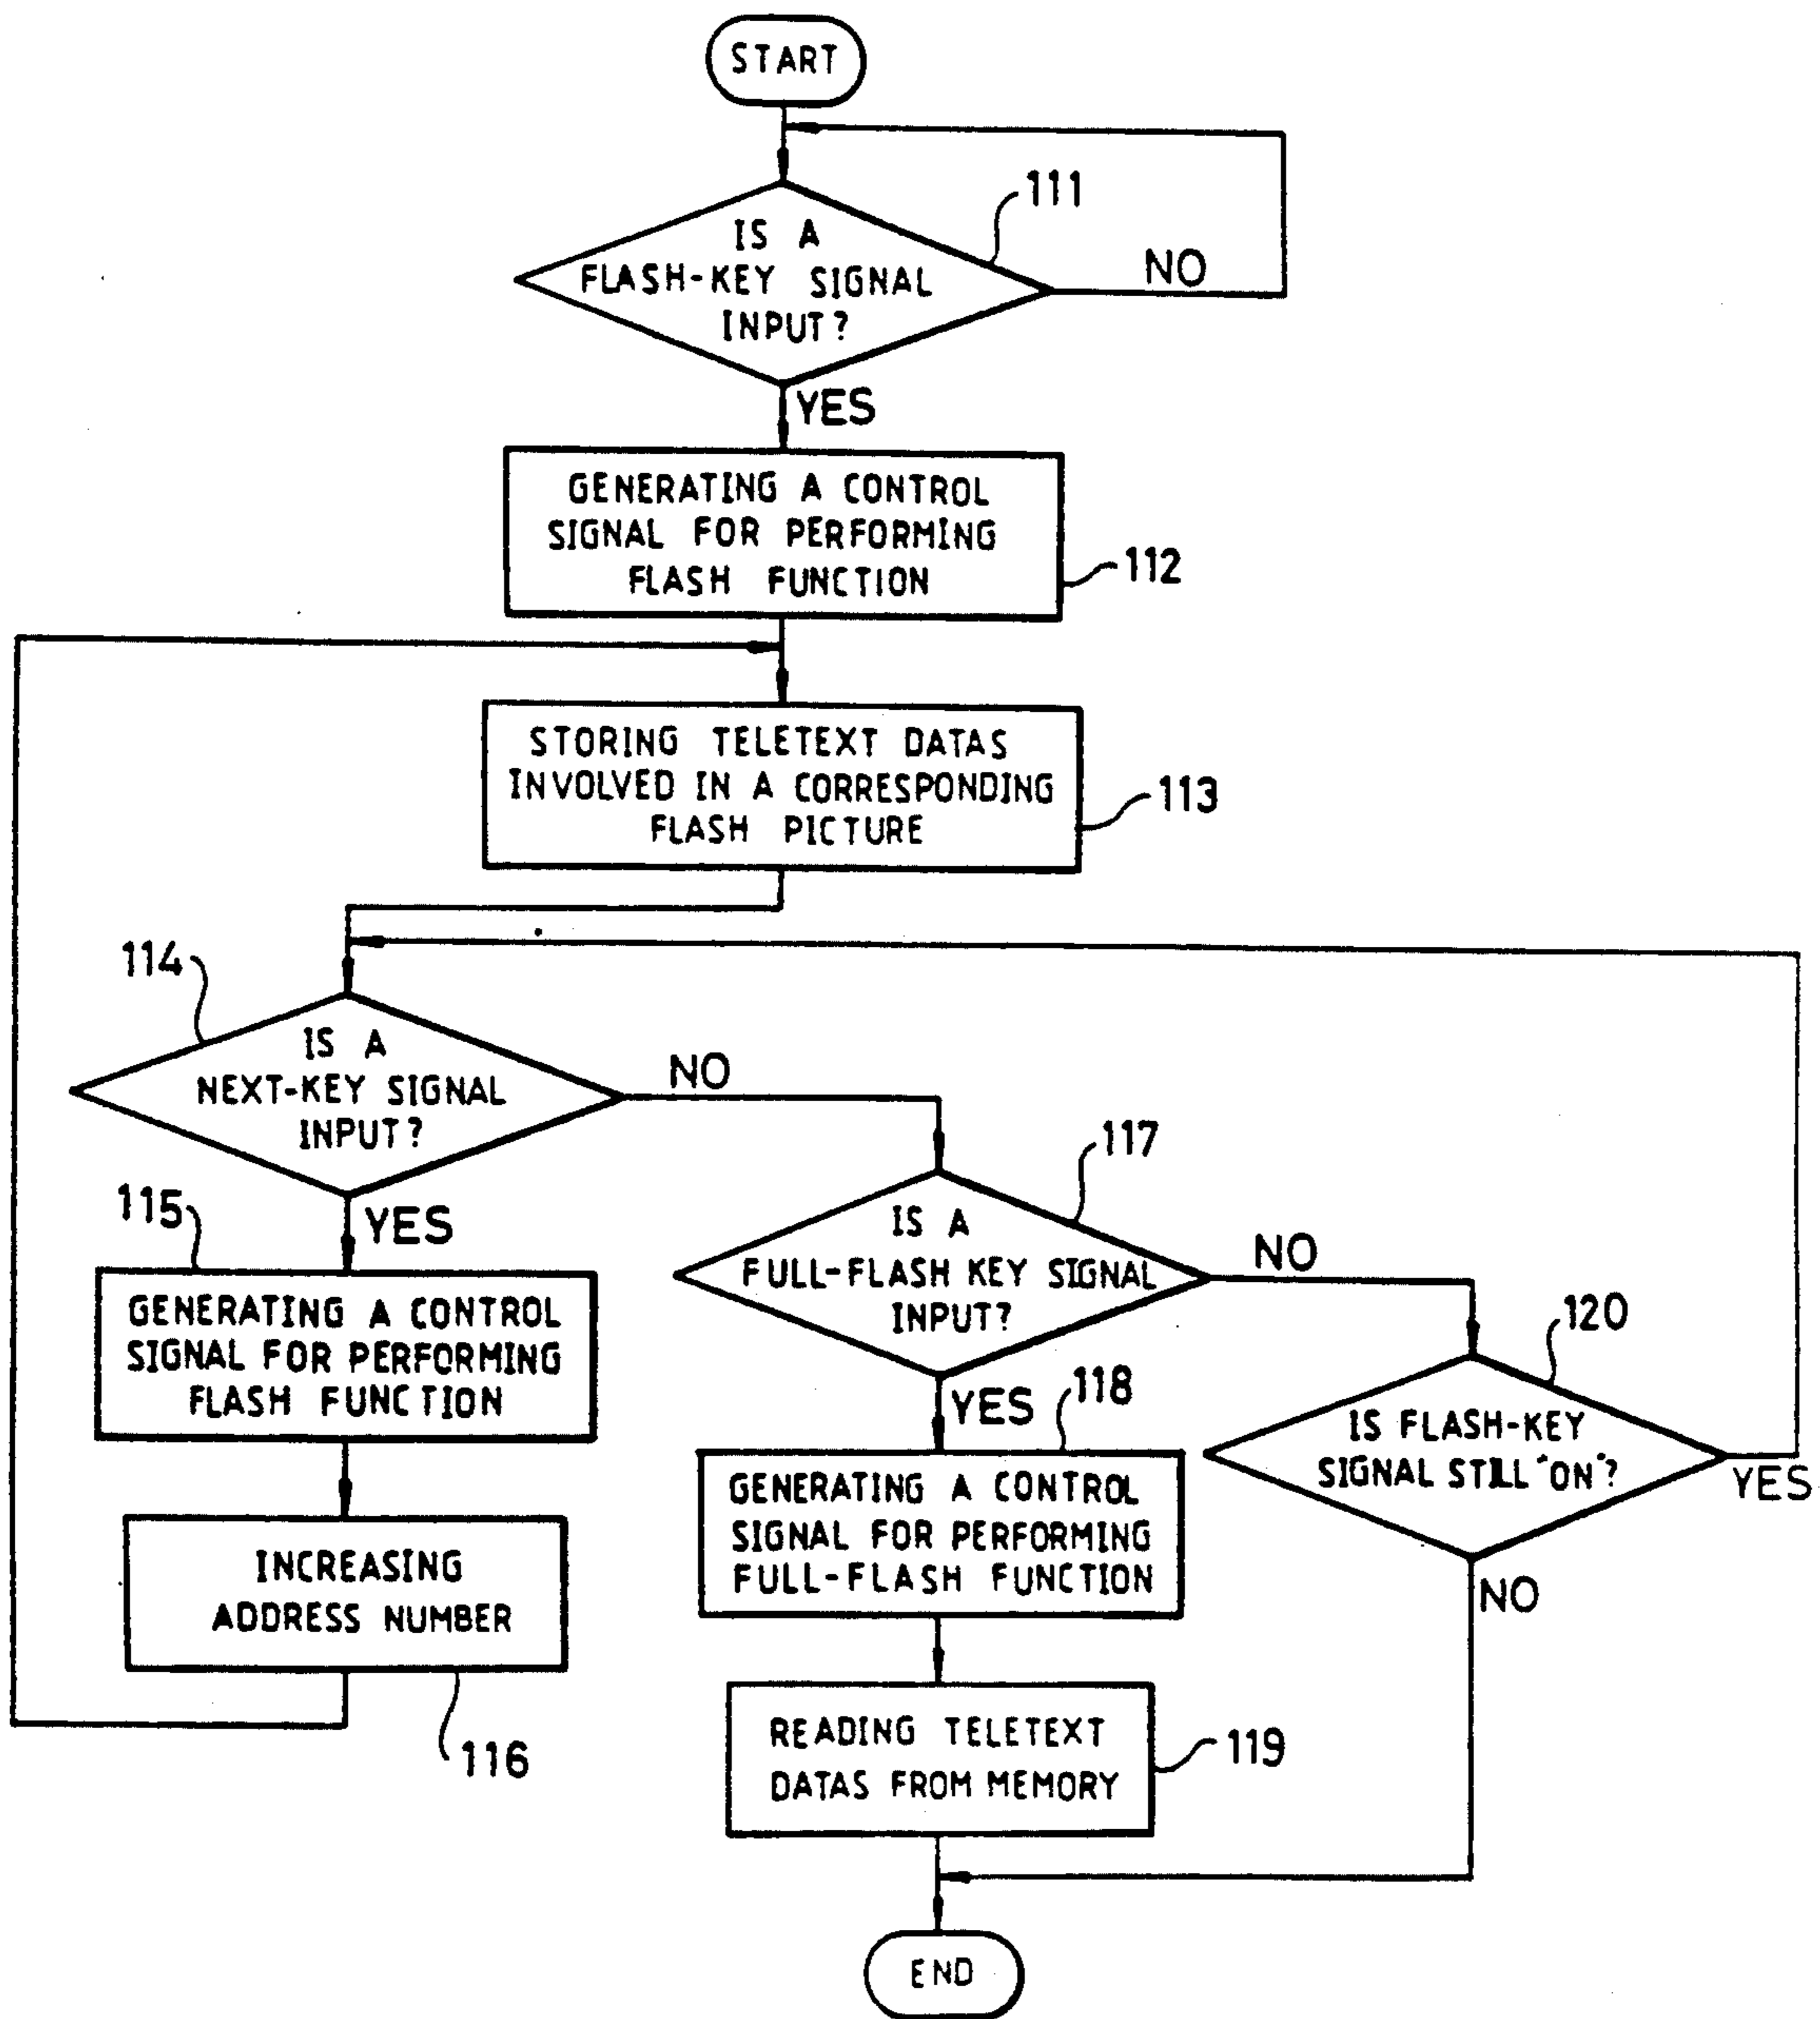 START
111
IS A
FLASH-KEY SIGNAL
INPUT?
NO
YES
GENERATING A CONTROL
SIGNAL FOR PERFORMING
FLASH FUNCTION
112
STORING TELETEXT DATAS
INVOLVED IN A CORRESPONDING
FLASH PICTURE
113
114
IS A
NEXT-KEY SIGNAL
INPUT?
NO
YES
115
GENERATING A CONTROL
SIGNAL FOR PERFORMING
FLASH FUNCTION
INCREASING
ADDRESS NUMBER
116
117
IS A
FULL-FLASH KEY SIGNAL
INPUT?
NO
YES
118
GENERATING A CONTROL
SIGNAL FOR PERFORMING
FULL-FLASH FUNCTION
READING TELETEXT
DATAS FROM MEMORY
119
120
IS FLASH-KEY
SIGNAL STILL "ON"?
YES
NO
END